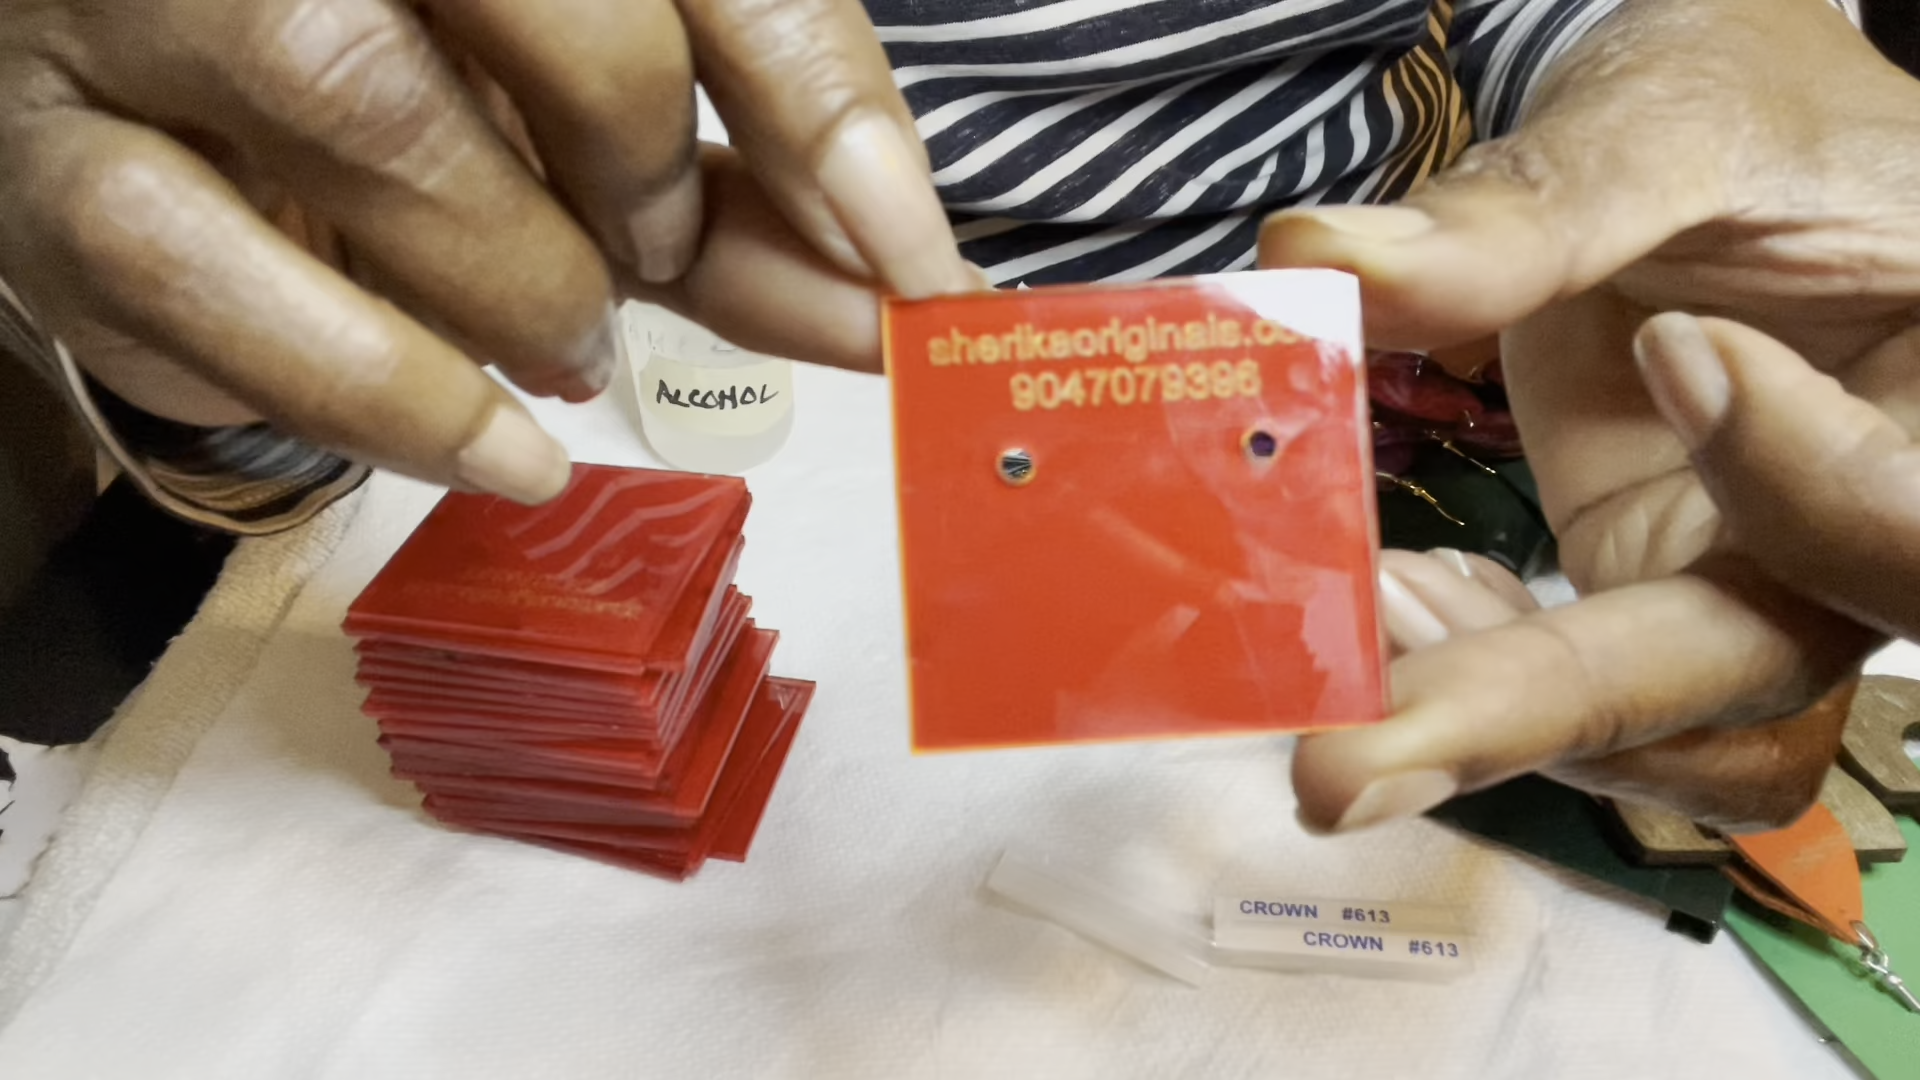 sherikaoriginals.co
9047079396
ALCOHOL
CROWN #613
CROWN #613